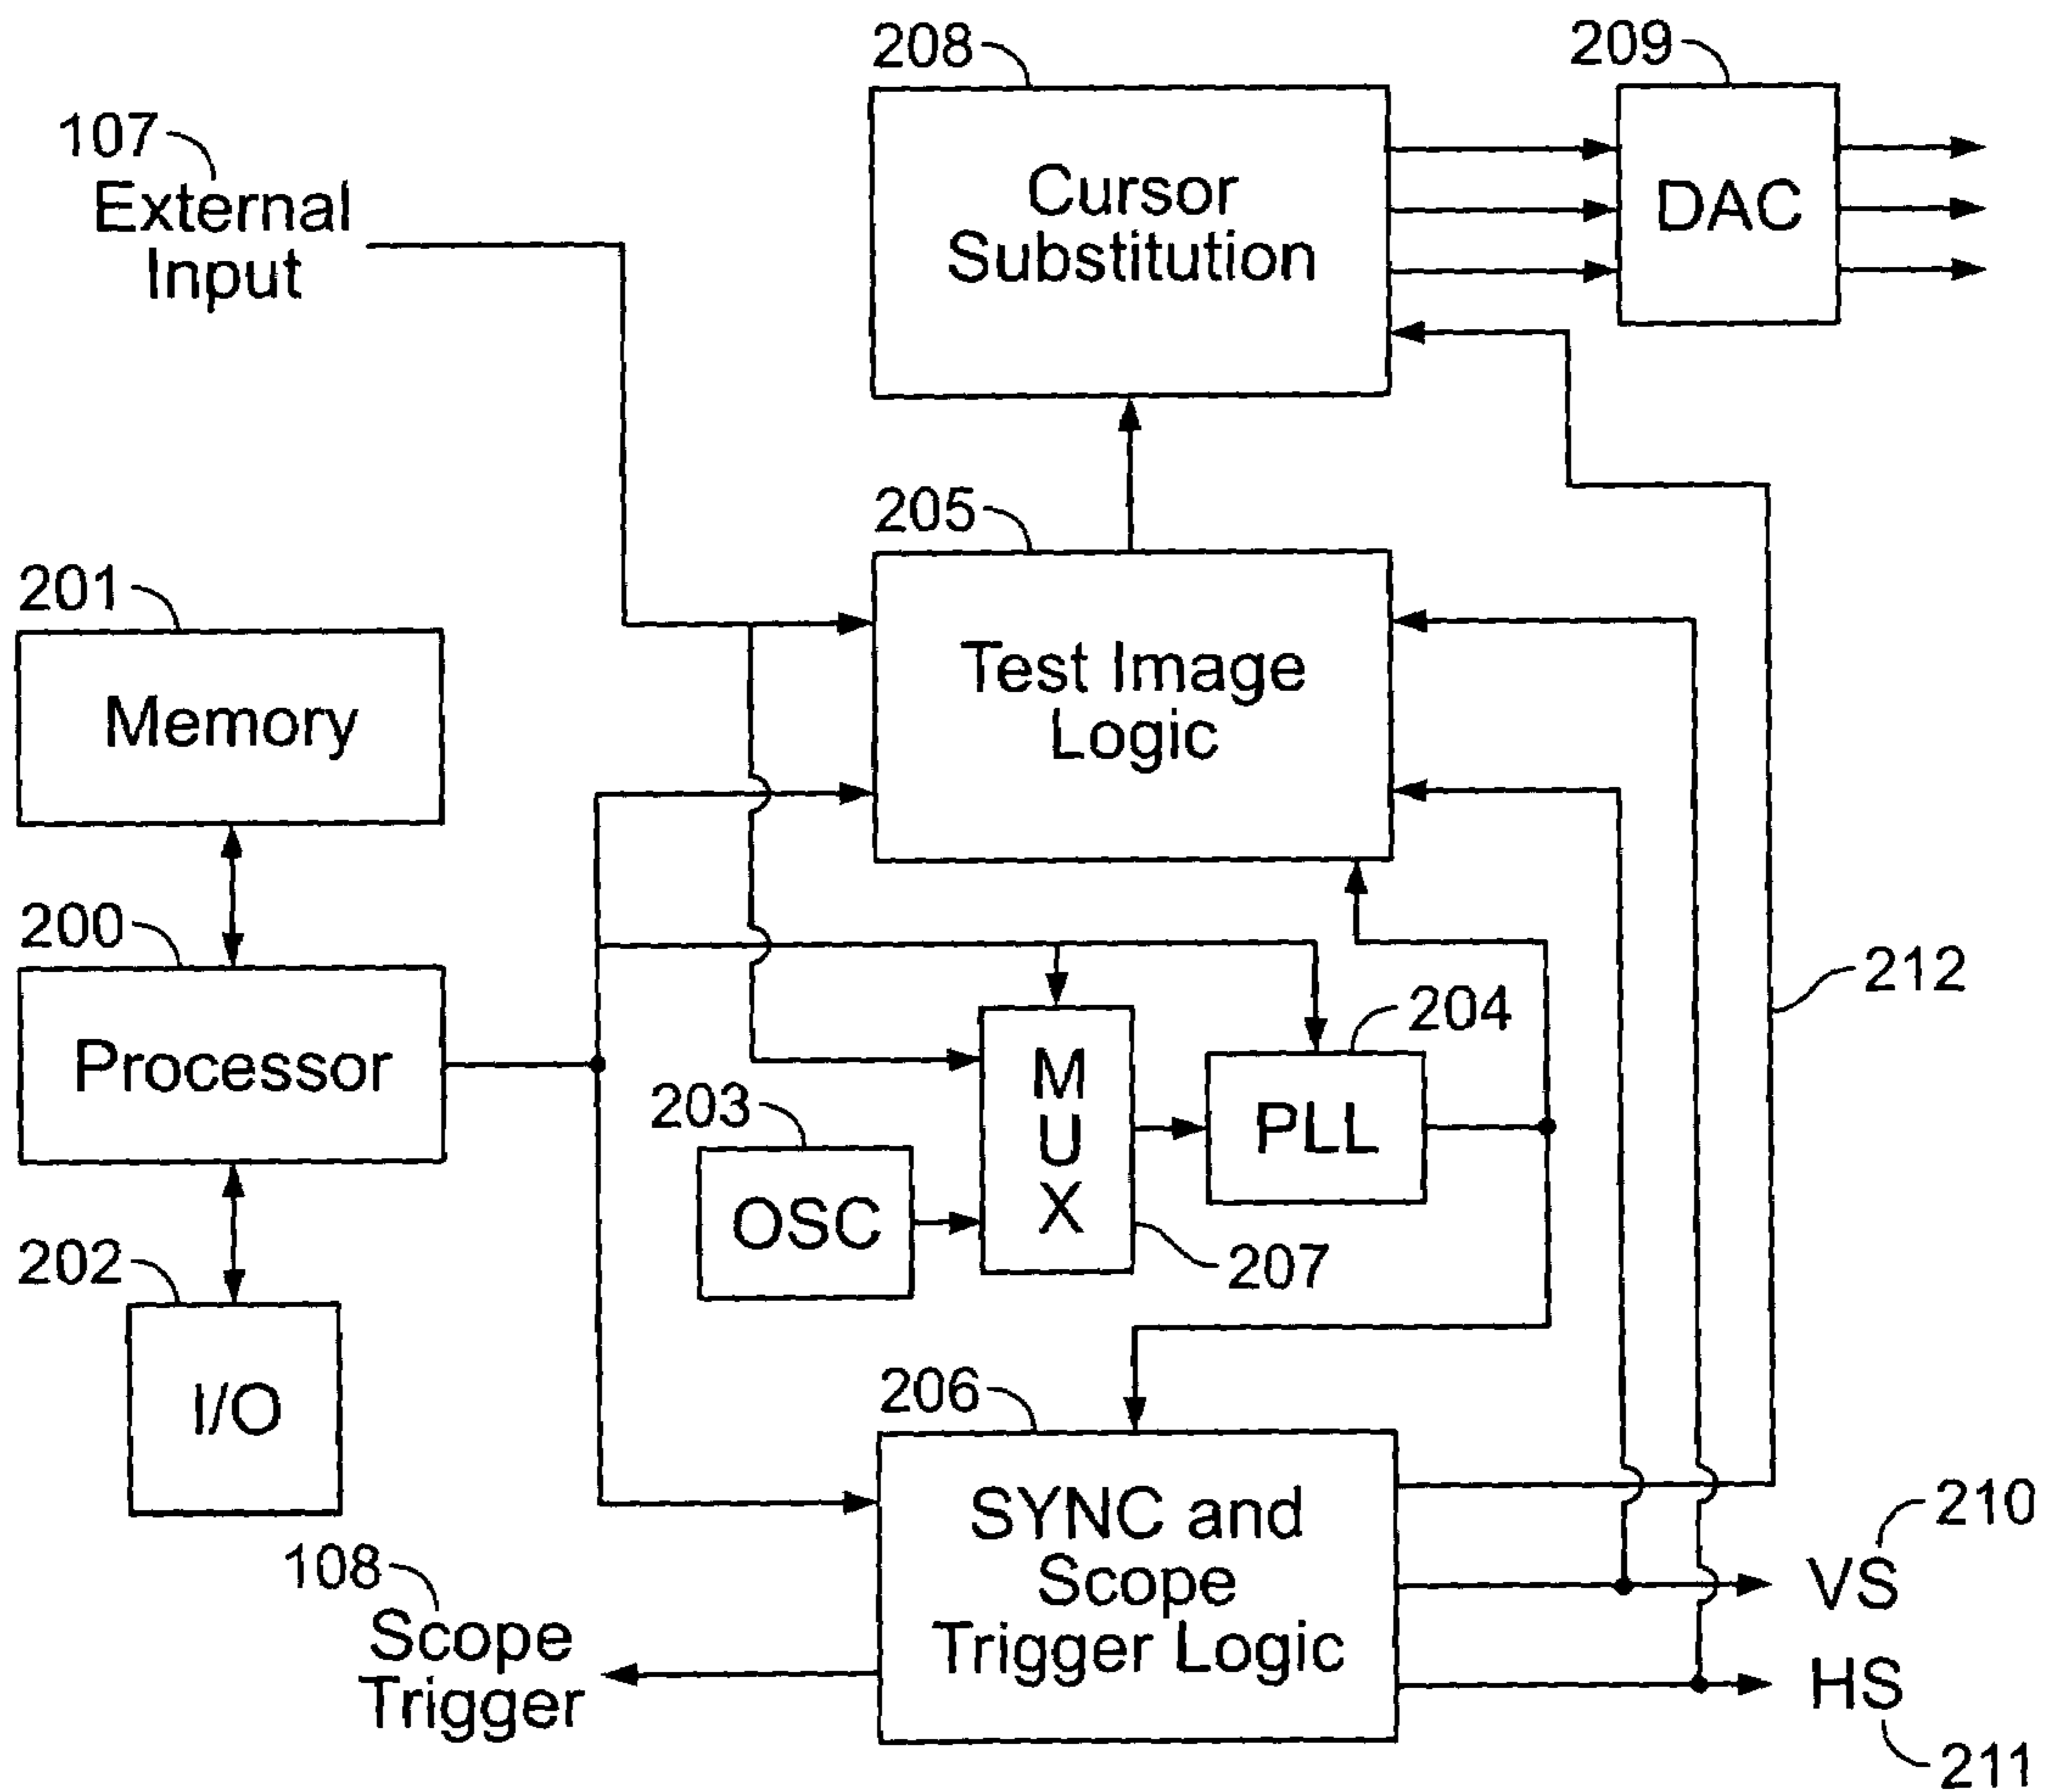 208
209
107
External
Input
Cursor
Substitution
DAC
205
201
Test Image
Logic
Memory
200
212
204
Processor
M
U
X
203
PLL
OSC
207
202
206
I/O
SYNC and
Scope
Trigger Logic
210
VS
108
Scope
Trigger
HS
211